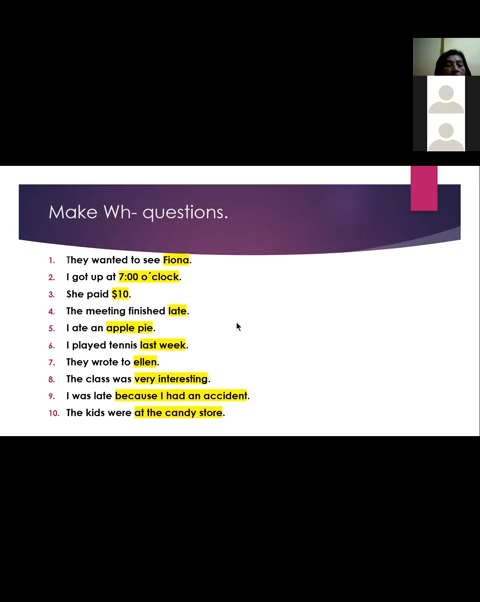 Make Wh- questions.
1. They wanted to see Fiona.
2. I got up at 7:00 o´clock.
3. She paid $10.
4. The meeting finished late.
5. I ate an apple pie.
6. I played tennis last week.
7. They wrote to ellen.
8. The class was very interesting.
9. I was late because I had an accident.
10. The kids were at the candy store.